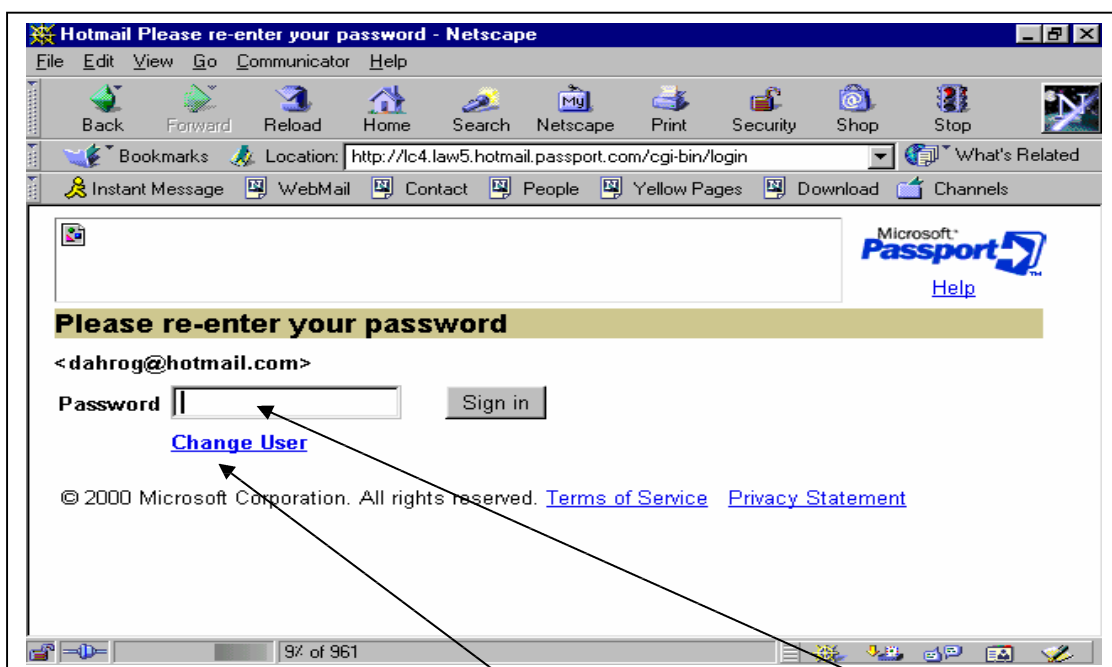 Hotmail Please re-enter your password - Netscape
File Edit View Go Communicator Help
My
N
Back Forward Reload Home Search Netscape Print Security Shop Stop
Bookmarks Location: http://lc4.law5.hotmail.passport.com/cgi-bin/login What's Related
Instant Message WebMail Contact People Yellow Pages Download Channels
Microsoft
Passport TM
Help
Please re-enter your password
<dahrog@hotmail.com>
Password Sign in
Change User
© 2000 Microsoft Corporation. All rights reserved. Terms of Service Privacy Statement
9% of 961